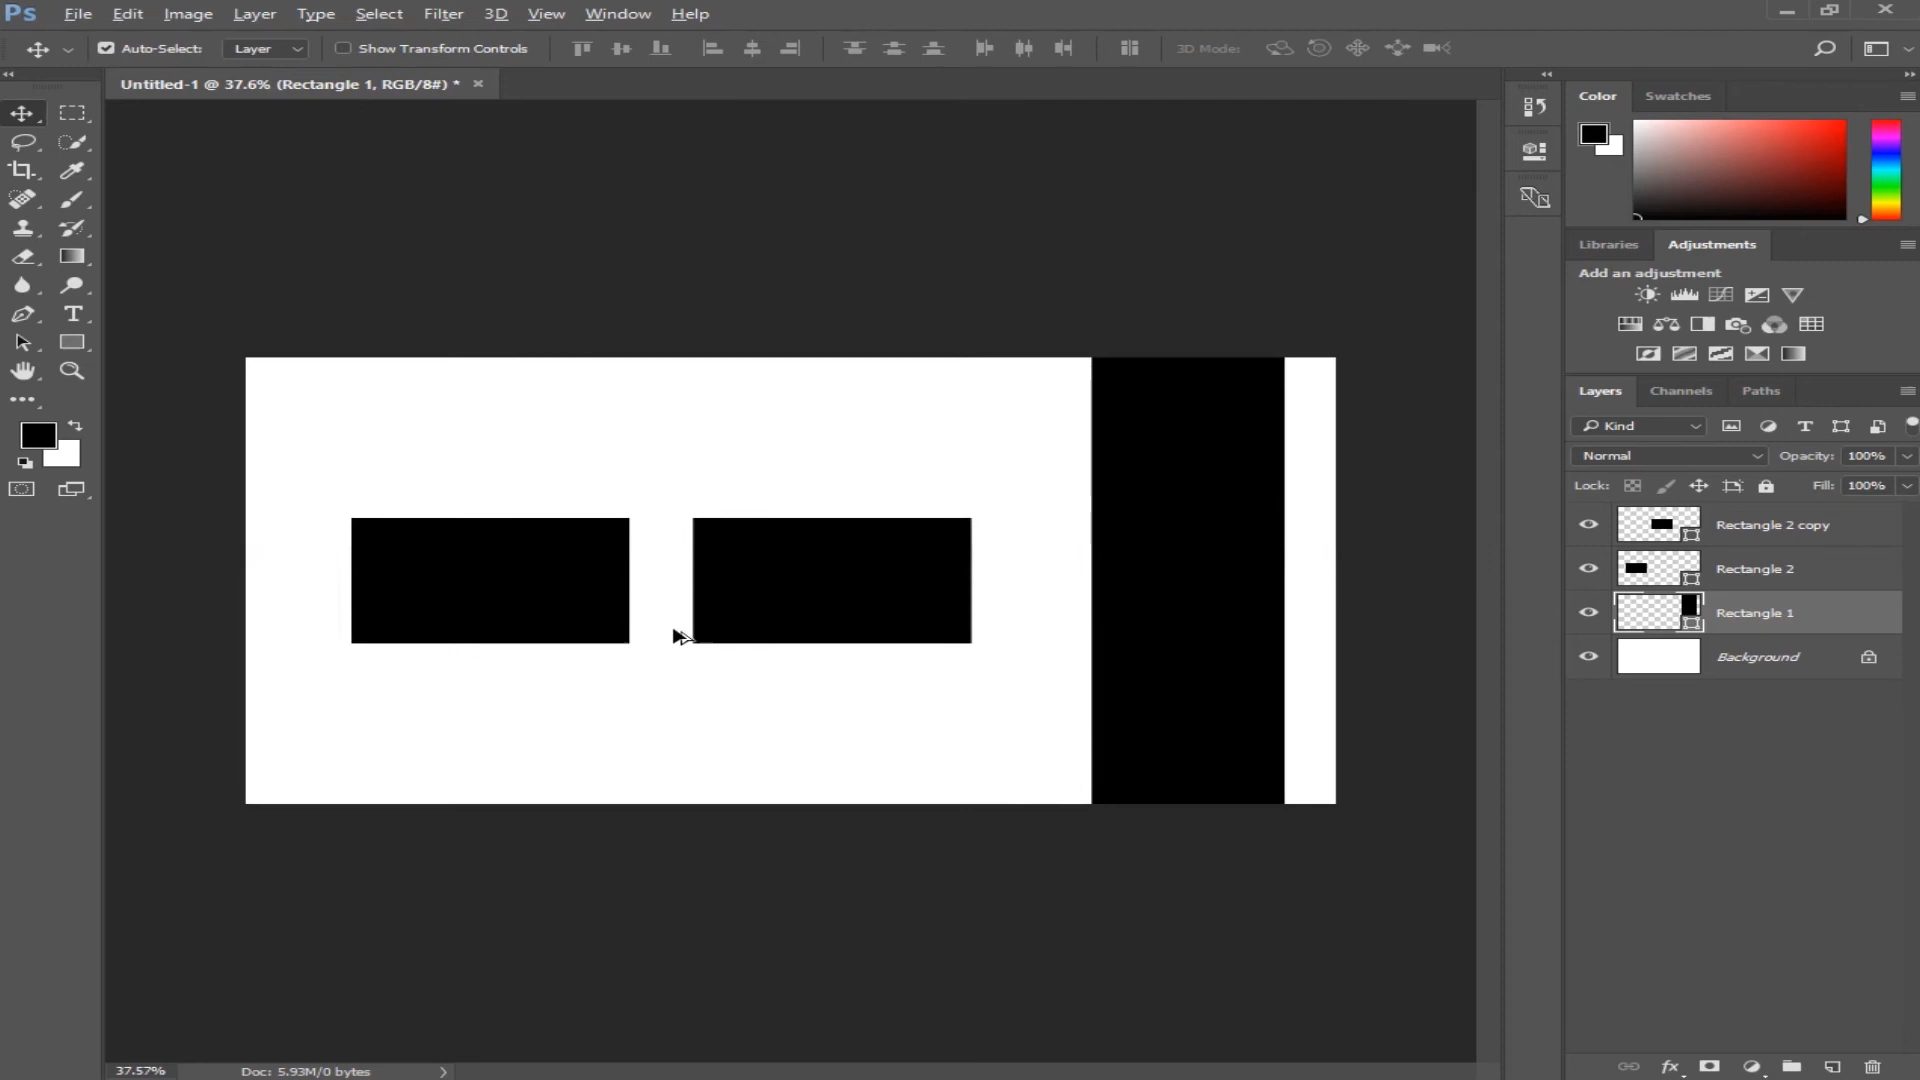 Ps File Edit Image Layer Type Select Filter 3D View Window Help
Auto-Select: Layer Show Transform Controls 3D Mode:
Untitled-1 @ 37.6% (Rectangle 1, RGB/8#) * ×
Color Swatches
Libraries Adjustments
Add an adjustment
Layers Channels Paths
Kind
Normal Opacity: 100%
Lock: Fill: 100%
Rectangle 2 copy
Rectangle 2
Rectangle 1
Background
37.57% Doc: 5.93M/0 bytes